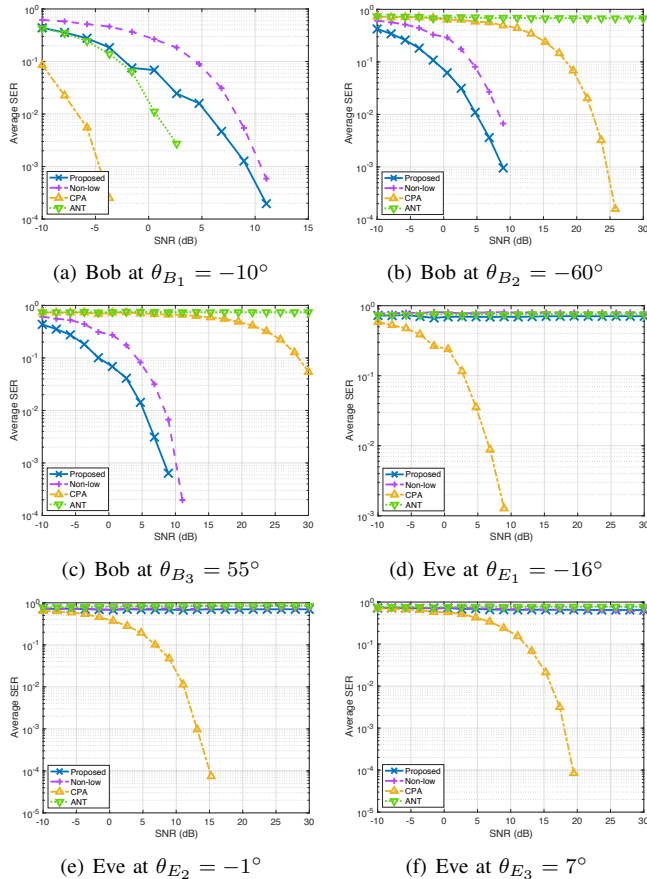 10^0
10^-1
10^-2
10^-3
10^-4
Average SER
Proposed
Non-low
CPA
ANT
-10 -5 0 5 10 15
SNR (dB)
(a) Bob at θ_{B_1} = −10°
10^0
10^-1
10^-2
10^-3
10^-4
Average SER
Proposed
Non-low
CPA
ANT
-10 -5 0 5 10 15 20 25 30
SNR (dB)
(b) Bob at θ_{B_2} = −60°
10^0
10^-1
10^-2
10^-3
10^-4
Average SER
Proposed
Non-low
CPA
ANT
-10 -5 0 5 10 15 20 25 30
SNR (dB)
(c) Bob at θ_{B_3} = 55°
10^0
10^-1
10^-2
10^-3
Average SER
Proposed
Non-low
CPA
ANT
-10 -5 0 5 10 15 20 25 30
SNR (dB)
(d) Eve at θ_{E_1} = −16°
10^0
10^-1
10^-2
10^-3
10^-4
10^-5
Average SER
Proposed
Non-low
CPA
ANT
-10 -5 0 5 10 15 20 25 30
SNR (dB)
(e) Eve at θ_{E_2} = −1°
10^0
10^-1
10^-2
10^-3
10^-4
10^-5
Average SER
Proposed
Non-low
CPA
ANT
-10 -5 0 5 10 15 20 25 30
SNR (dB)
(f) Eve at θ_{E_3} = 7°